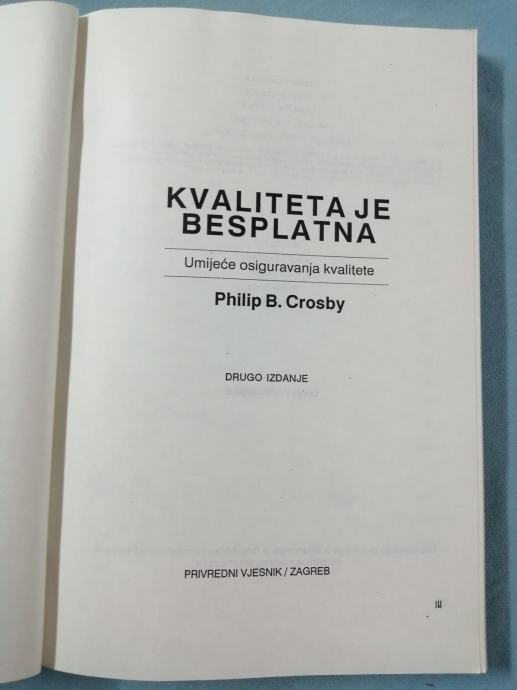 KVALITETA JE
BESPLATNA
Umijeće osiguravanja kvalitete
Philip B. Crosby
DRUGO IZDANJE
PRIVREDNI VJESNIK / ZAGREB
III